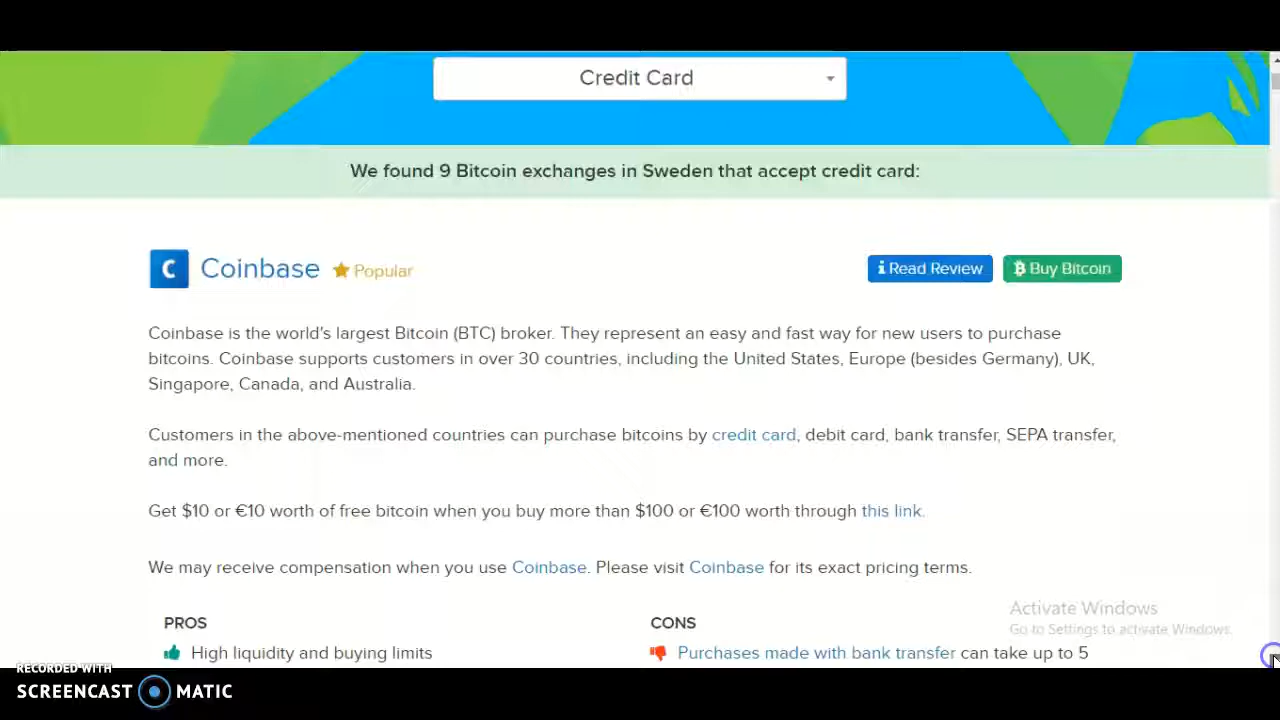 Credit Card
We found 9 Bitcoin exchanges in Sweden that accept credit card:
C Coinbase Popular
Read Review
Buy Bitcoin
Coinbase is the world's largest Bitcoin (BTC) broker. They represent an easy and fast way for new users to purchase
bitcoins. Coinbase supports customers in over 30 countries, including the United States, Europe (besides Germany), UK,
Singapore, Canada, and Australia.
Customers in the above-mentioned countries can purchase bitcoins by credit card, debit card, bank transfer, SEPA transfer,
and more.
Get $10 or €10 worth of free bitcoin when you buy more than $100 or €100 worth through this link.
We may receive compensation when you use Coinbase. Please visit Coinbase for its exact pricing terms.
PROS
High liquidity and buying limits
CONS
Purchases made with bank transfer can take up to 5
Activate Windows
Go to Settings to activate Windows.
RECORDED WITH
SCREENCAST MATIC